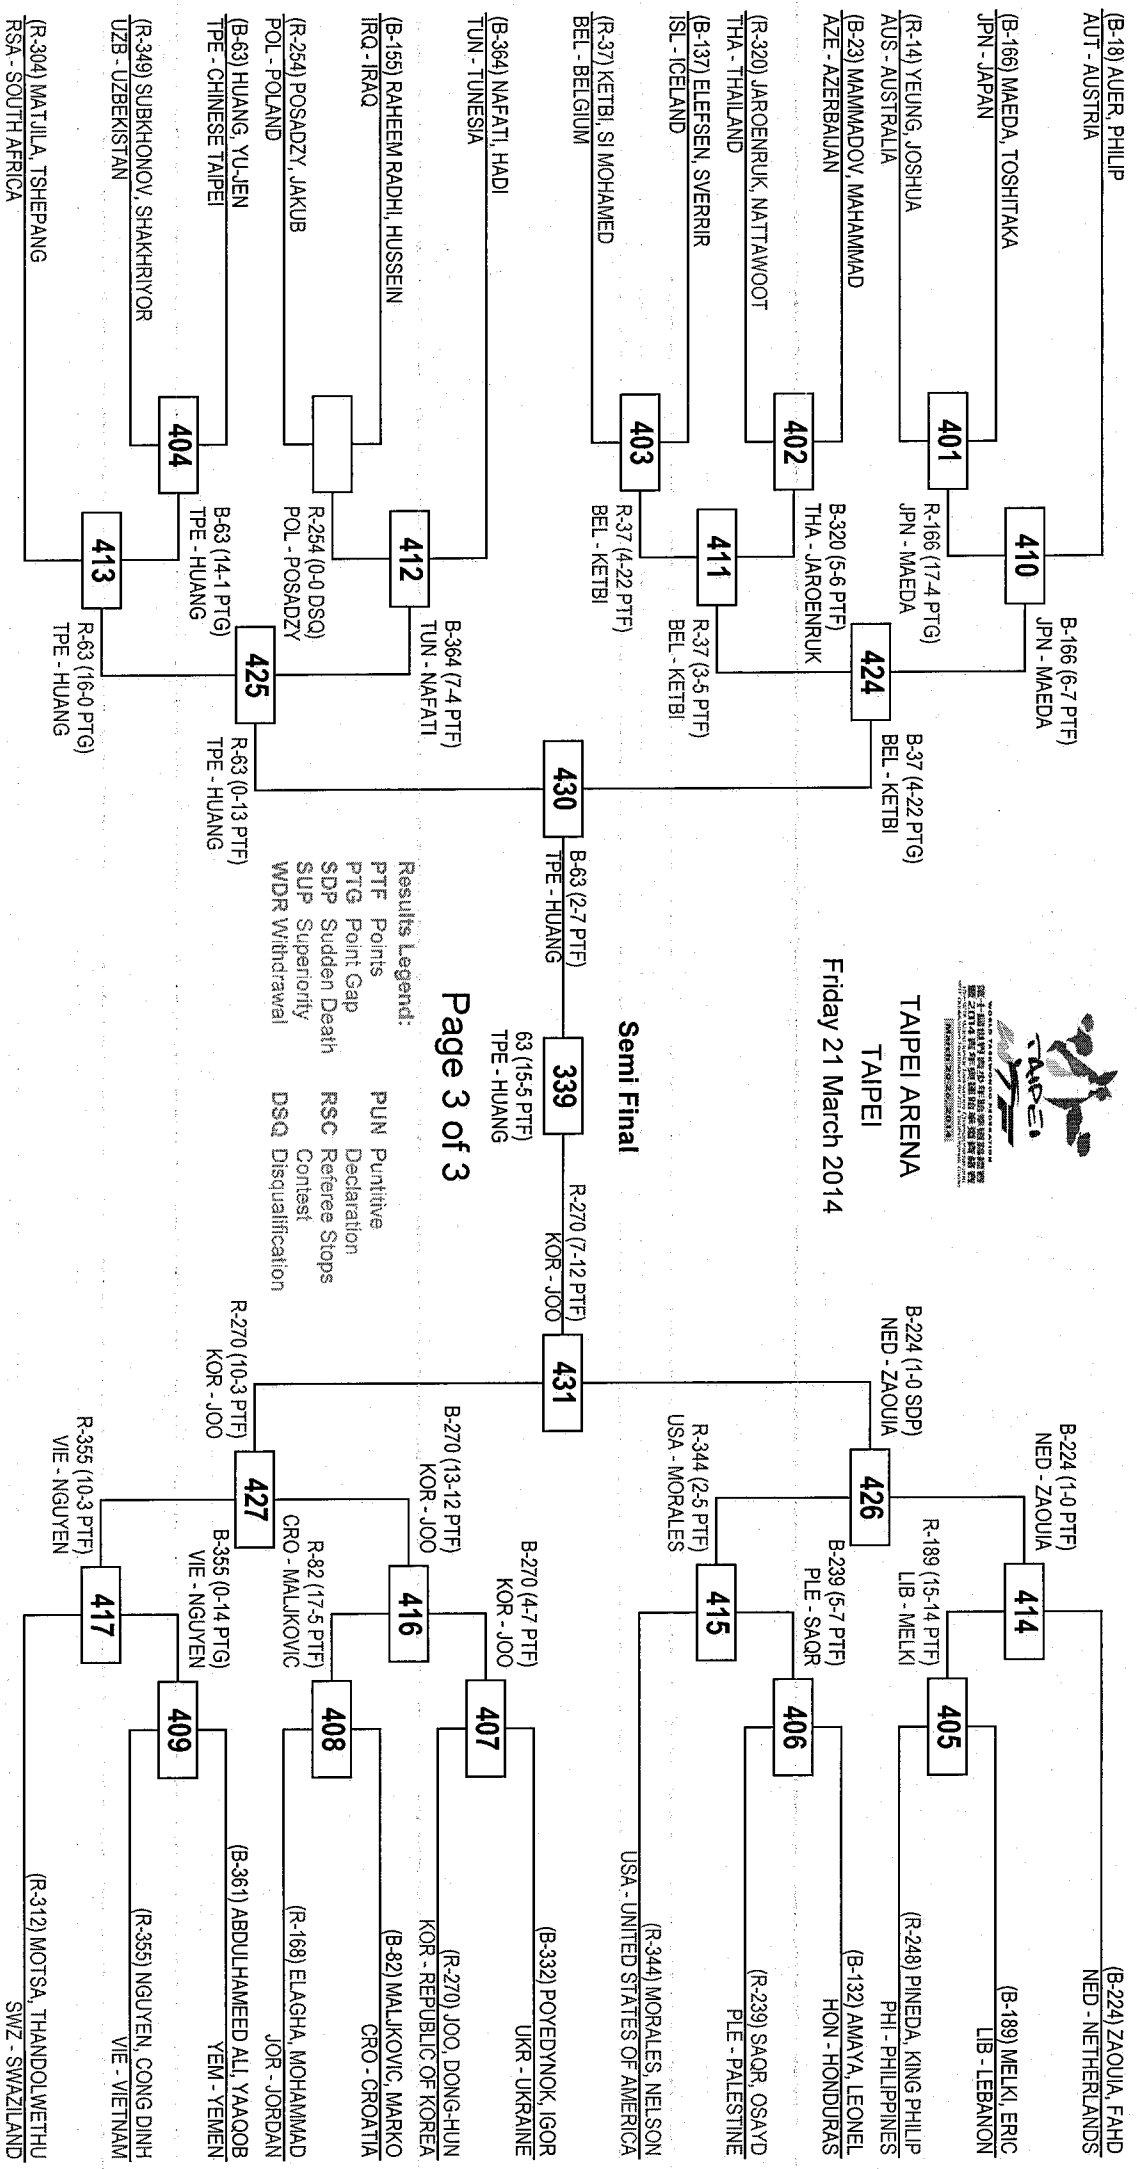 (B-18) AUER, PHILIP
AUT - AUSTRIA
(B-166) MAEDA, TOSHITAKA
JPN - JAPAN
(R-14) YEUNG, JOSHUA
AUS - AUSTRALIA
(B-23) MAMMADOV, MAHAMMAD
AZE - AZERBAIJAN
(R-320) JAROENRUK, NATTAWOOT
THA - THAILAND
(B-137) ELEFSEN, SVERRIR
ISL - ICELAND
(R-37) KETBI, SI MOHAMED
BEL - BELGIUM
(B-364) NAFATI, HADI
TUN - TUNESIA
(B-155) RAHEEM RADHI, HUSSEIN
IRQ - IRAQ
(R-254) POSADZY, JAKUB
POL - POLAND
(B-63) HUANG, YU-JEN
TPE - CHINESE TAIPEI
(R-349) SUBKHONOV, SHAKHRIYOR
UZB - UZBEKISTAN
(R-304) MATJILA, TSHEPANG
RSA - SOUTH AFRICA
401
402
403
404
R-166 (17-4 PTG)
JPN - MAEDA
B-320 (5-6 PTF)
THA - JAROENRUK
R-37 (4-22 PTF)
BEL - KETBI
R-254 (0-0 DSQ)
POL - POSADZY
B-63 (14-1 PTG)
TPE - HUANG
410
411
412
413
B-166 (6-7 PTF)
JPN - MAEDA
R-37 (3-5 PTF)
BEL - KETBI
B-364 (7-4 PTF)
TUN - NAFATI
R-63 (16-0 PTG)
TPE - HUANG
424
425
B-37 (4-22 PTG)
BEL - KETBI
R-63 (0-13 PTF)
TPE - HUANG
430
B-63 (2-7 PTF)
TPE - HUANG
WORLD TAEKWONDO FEDERATION
TAIPEI
March 20-26 2014
TAIPEI ARENA
TAIPEI
Friday 21 March 2014
Semi Final
339
63 (15-5 PTF)
TPE - HUANG
Page 3 of 3
Results Legend:
PTF Points
PTG Point Gap
SDP Sudden Death
SUP Superiority
WDR Withdrawal
PUN Puntitive
Declaration
RSC Referee Stops
Contest
DSQ Disqualification
R-270 (7-12 PTF)
KOR - JOO
431
B-224 (1-0 SDP)
NED - ZAOUIA
R-270 (10-3 PTF)
KOR - JOO
426
427
B-224 (1-0 PTF)
NED - ZAOUIA
R-344 (2-5 PTF)
USA - MORALES
B-270 (13-12 PTF)
KOR - JOO
R-355 (10-3 PTF)
VIE - NGUYEN
414
415
416
417
R-189 (15-14 PTF)
LIB - MELKI
B-239 (5-7 PTF)
PLE - SAQR
B-270 (4-7 PTF)
KOR - JOO
R-82 (17-5 PTF)
CRO - MALJKOVIC
B-355 (0-14 PTG)
VIE - NGUYEN
405
406
407
408
409
(B-224) ZAOUIA, FAHD
NED - NETHERLANDS
(B-189) MELKI, ERIC
LIB - LEBANON
(R-248) PINEDA, KING PHILIP
PHI - PHILIPPINES
(B-132) AMAYA, LEONEL
HON - HONDURAS
(R-239) SAQR, OSAYD
PLE - PALESTINE
(R-344) MORALES, NELSON
USA - UNITED STATES OF AMERICA
(B-332) POYEDYNOK, IGOR
UKR - UKRAINE
(R-270) JOO, DONG-HUN
KOR - REPUBLIC OF KOREA
(B-82) MALJKOVIC, MARKO
CRO - CROATIA
(R-168) ELAGHA, MOHAMMAD
JOR - JORDAN
(B-361) ABDULHAMEED ALI, YAAQOB
YEM - YEMEN
(R-355) NGUYEN, CONG DINH
VIE - VIETNAM
(R-312) MOTSA, THANDOLWETHU
SWZ - SWAZILAND